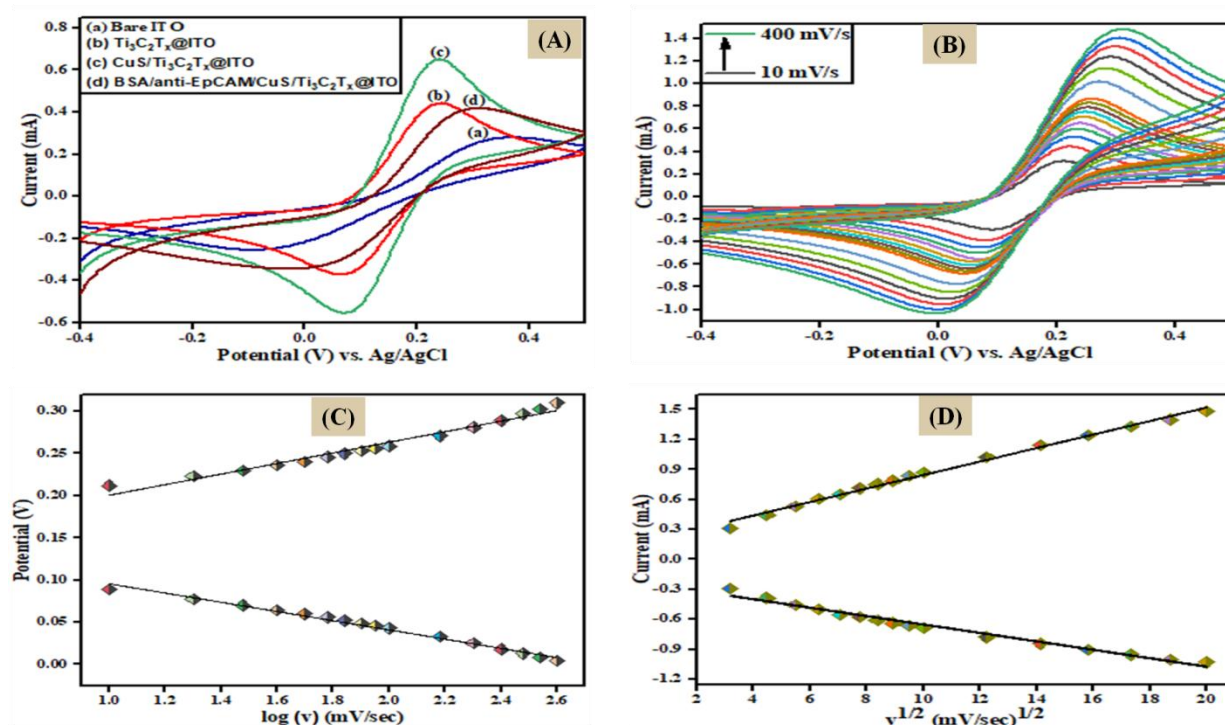 (A)
(a) Bare ITO
(b) Ti₃C₂Tₓ@ITO
(c) CuS/Ti₃C₂Tₓ@ITO
(d) BSA/anti-EpCAM/CuS/Ti₃C₂Tₓ@ITO
(c)
(b)
(d)
(a)
0.8
0.6
0.4
0.2
0.0
-0.2
-0.4
-0.6
Current (mA)
-0.4 -0.2 0.0 0.2 0.4
Potential (V) vs. Ag/AgCl
(B)
400 mV/s
10 mV/s
1.4
1.2
1.0
0.8
0.6
0.4
0.2
0.0
-0.2
-0.4
-0.6
-0.8
-1.0
Current (mA)
-0.4 -0.2 0.0 0.2 0.4
Potential (V) vs. Ag/AgCl
(C)
0.30
0.20
0.10
0.05
0.00
Potential (V)
1.0 1.2 1.4 1.6 1.8 2.0 2.2 2.4 2.6
log (v) (mV/sec)
(D)
1.5
1.2
0.9
0.6
0.3
0.0
-0.3
-0.6
-0.9
-1.2
Current (mA)
2 4 6 8 10 12 14 16 18 20
v^1/2 (mV/sec)^1/2